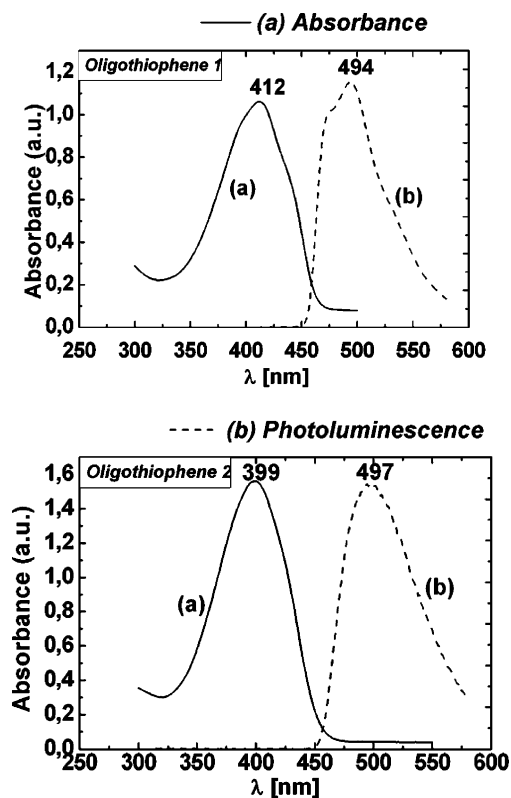 (a) Absorbance
Oligothiophene 1
412
494
(a)
(b)
Absorbance (a.u.)
1,2
1,0
0,8
0,6
0,4
0,2
0,0
250 300 350 400 450 500 550 600
λ [nm]
(b) Photoluminescence
Oligothiophene 2
399
497
(a)
(b)
Absorbance (a.u.)
1,6
1,4
1,2
1,0
0,8
0,6
0,4
0,2
0,0
250 300 350 400 450 500 550 600
λ [nm]